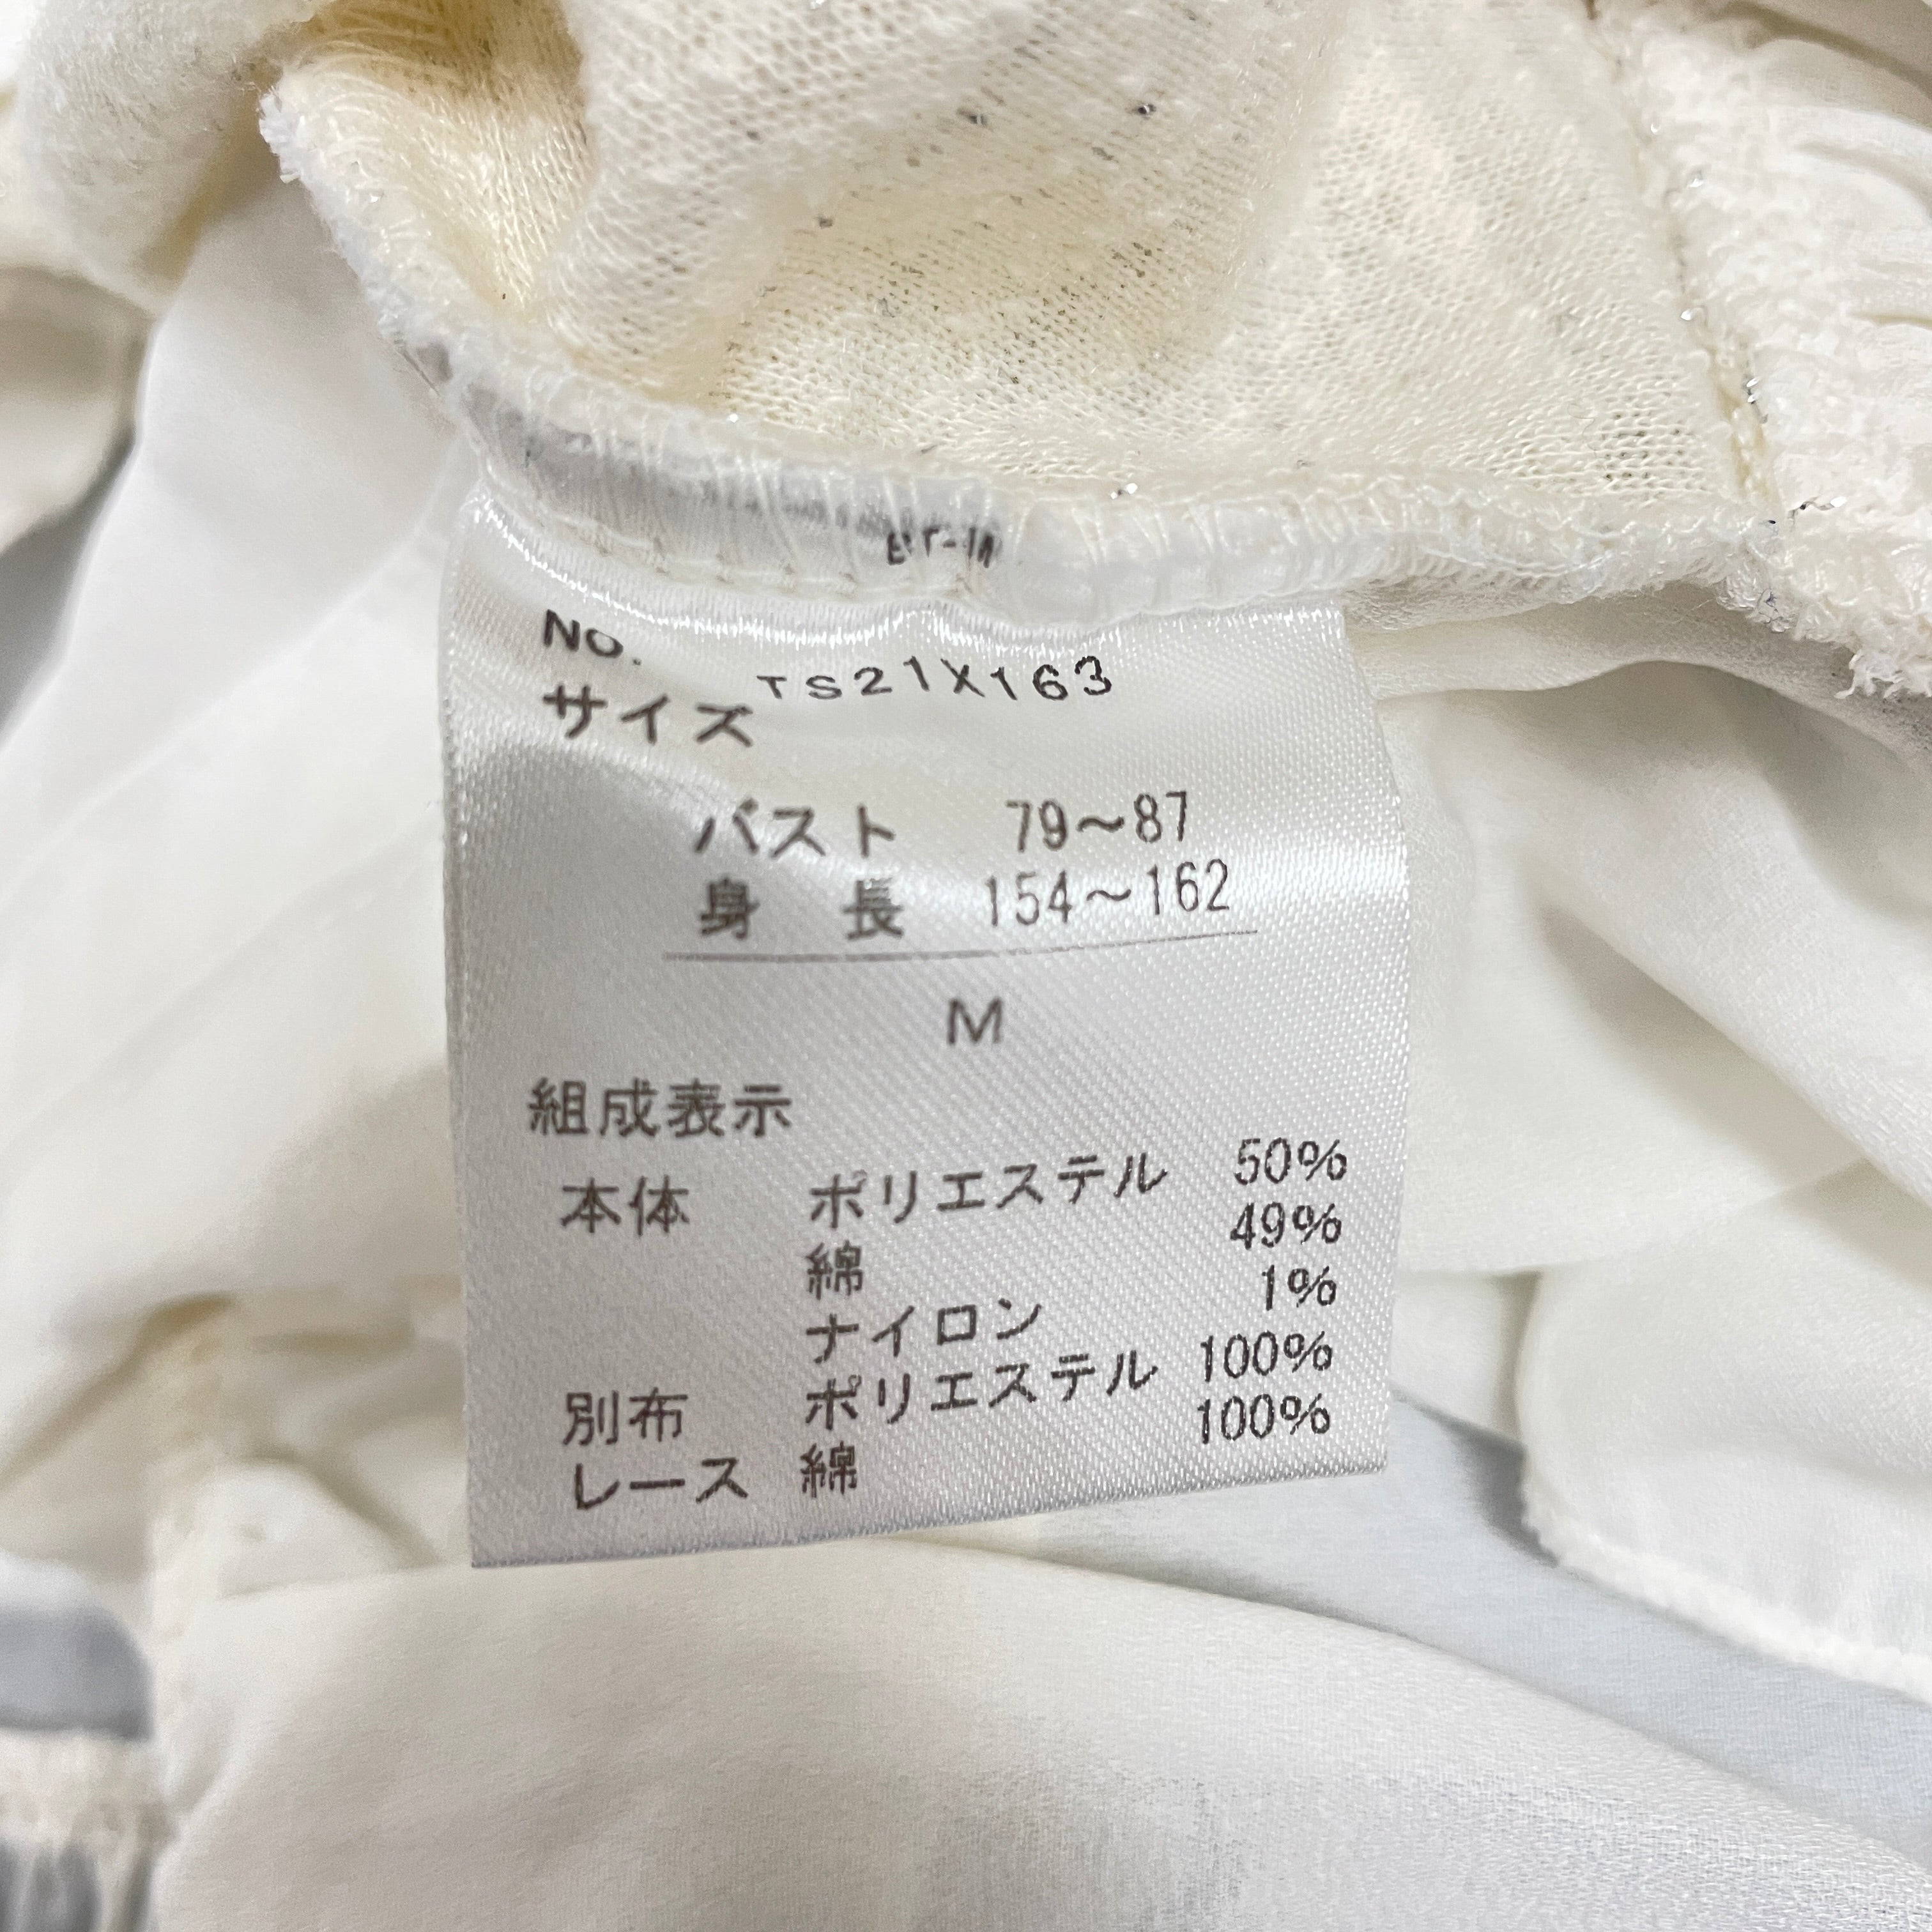 No. TS21X163
サイズ
バスト 79～87
身長 154～162
M
組成表示
本体 ポリエステル 50%
綿 49%
ナイロン 1%
別布 ポリエステル 100%
レース 綿 100%